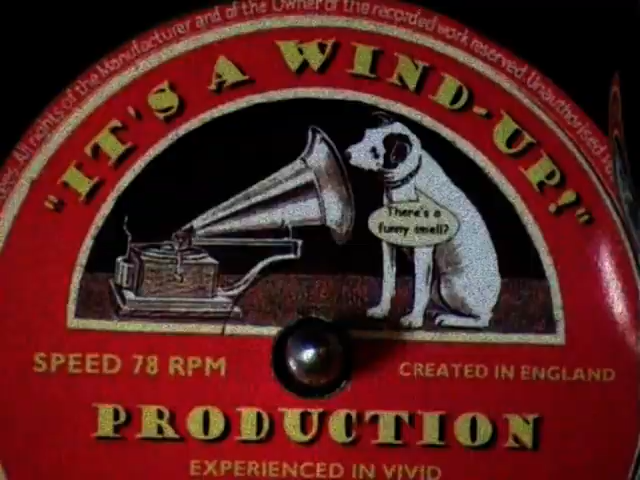 All rights of the Manufacturer and of the Owner of the recorded work reserved. Unauthorised
"IT'S A WIND-UP!"
There's a
funny smell?
SPEED 78 RPM
CREATED IN ENGLAND
PRODUCTION
EXPERIENCED IN VIVID